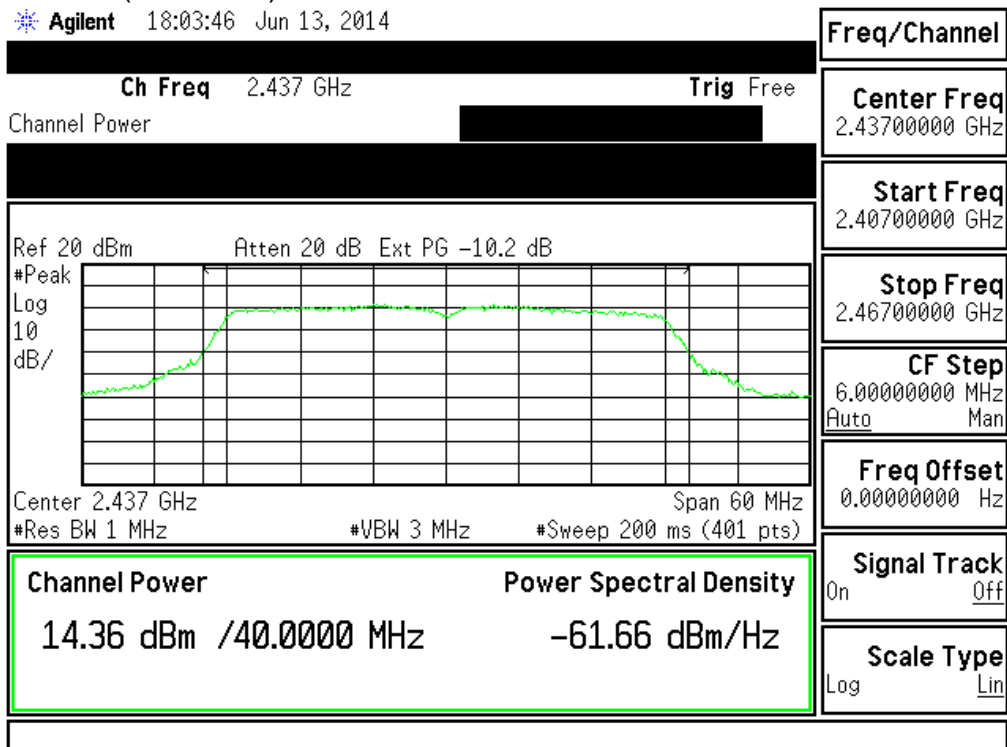 Agilent 18:03:46 Jun 13, 2014
Freq/Channel
Ch Freq 2.437 GHz Trig Free
Channel Power
Center Freq
2.43700000 GHz
Start Freq
2.40700000 GHz
Stop Freq
2.46700000 GHz
CF Step
6.00000000 MHz
Auto Man
Freq Offset
0.00000000 Hz
Signal Track
On Off
Scale Type
Log Lin
Ref 20 dBm Atten 20 dB Ext PG -10.2 dB
#Peak
Log
10
dB/
Center 2.437 GHz Span 60 MHz
#Res BW 1 MHz #VBW 3 MHz #Sweep 200 ms (401 pts)
Channel Power Power Spectral Density
14.36 dBm /40.0000 MHz -61.66 dBm/Hz